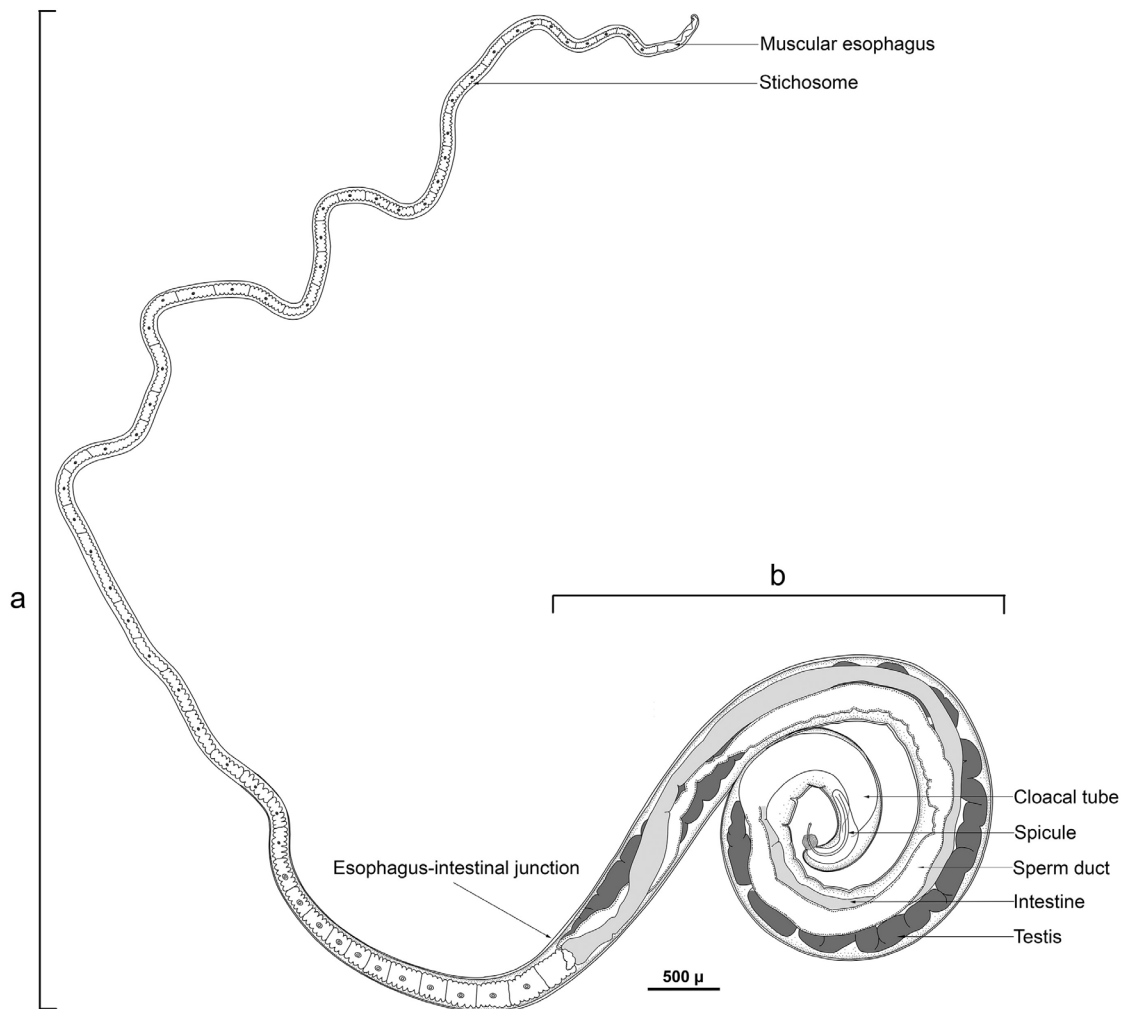 Muscular esophagus
Stichosome
a
b
Cloacal tube
Spicule
Sperm duct
Esophagus-intestinal junction
Intestine
Testis
500 µ